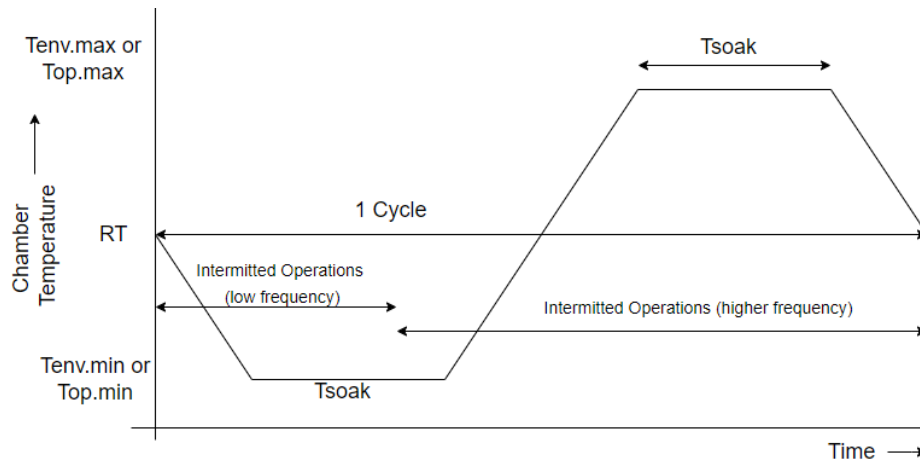 Tenv.max or
Top.max
Tsoak
Chamber
Temperature
1 Cycle
RT
Intermitted Operations
(low frequency)
Intermitted Operations (higher frequency)
Tenv.min or
Top.min
Tsoak
Time